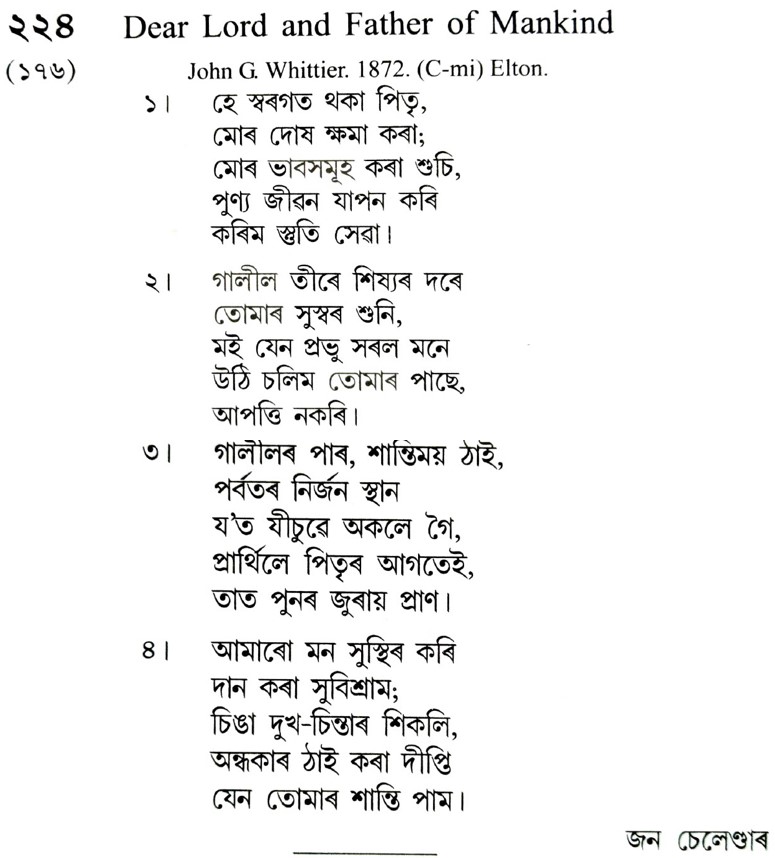 ২২৪ Dear Lord and Father of Mankind
(১৭৬) John G. Whittier. 1872. (C-mi) Elton.
১। হে স্বৰগত থকা পিতৃ,
মোৰ দোষ ক্ষমা কৰা;
মোৰ ভাবসমূহ কৰা শুচি,
পুণ্য জীৱন যাপন কৰি
কৰিম স্তুতি সেৱা।
২। গালীল তীৰে শিষ্যৰ দৰে
তোমাৰ সুস্বৰ শুনি,
মই যেন প্ৰভু সৰল মনে
উঠি চলিম তোমাৰ পাছে,
আপত্তি নকৰি।
৩। গালীলৰ পাৰ, শান্তিময় ঠাই,
পৰ্বতৰ নিৰ্জন স্থান
য'ত যীচুৱে অকলে গৈ,
প্ৰাৰ্থিলে পিতৃৰ আগতেই,
তাত পুনৰ জুৰায় প্ৰাণ।
৪। আমাৰো মন সুস্থিৰ কৰি
দান কৰা সুবিশ্ৰাম;
চিঙা দুখ-চিন্তাৰ শিকলি,
অন্ধকাৰ ঠাই কৰা দীপ্তি
যেন তোমাৰ শান্তি পাম।
জন চেলেণ্ডাৰ